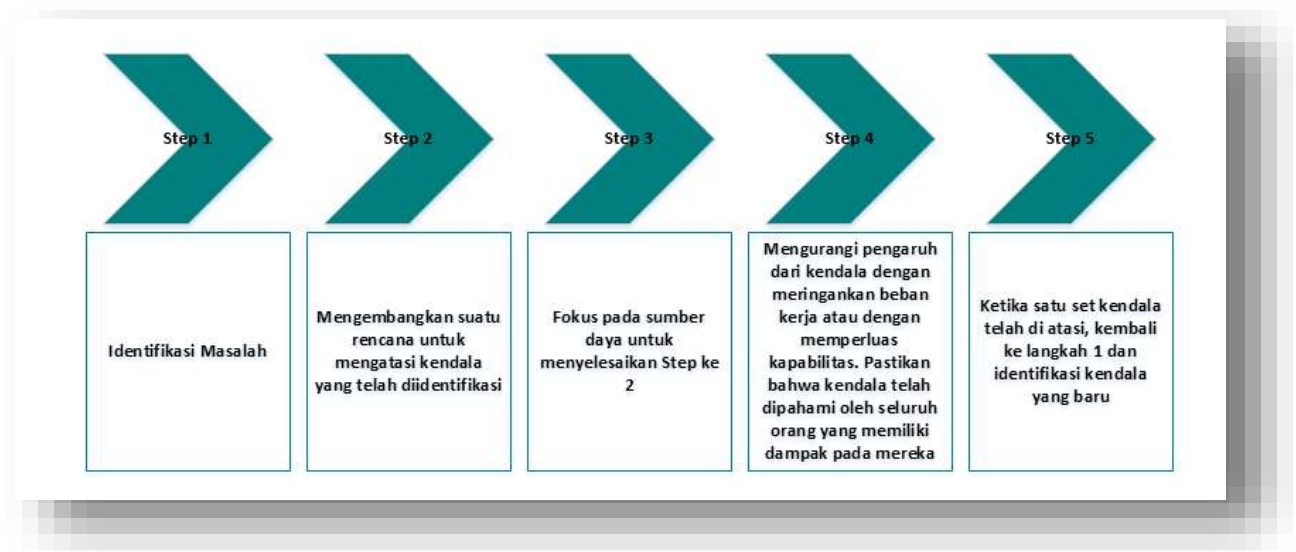 Step 1
Step 2
Step 3
Step 4
Step 5
Identifikasi Masalah
Mengembangkan suatu
rencana untuk
mengatasi kendala
yang telah diidentifikasi
Fokus pada sumber
daya untuk
menyelesaikan Step ke
2
Mengurangi pengaruh
dari kendala dengan
meringankan beban
kerja atau dengan
memperluas
kapabilitas. Pastikan
bahwa kendala telah
dipahami oleh seluruh
orang yang memiliki
dampak pada mereka
Ketika satu set kendala
telah di atasi, kembali
ke langkah 1 dan
identifikasi kendala
yang baru